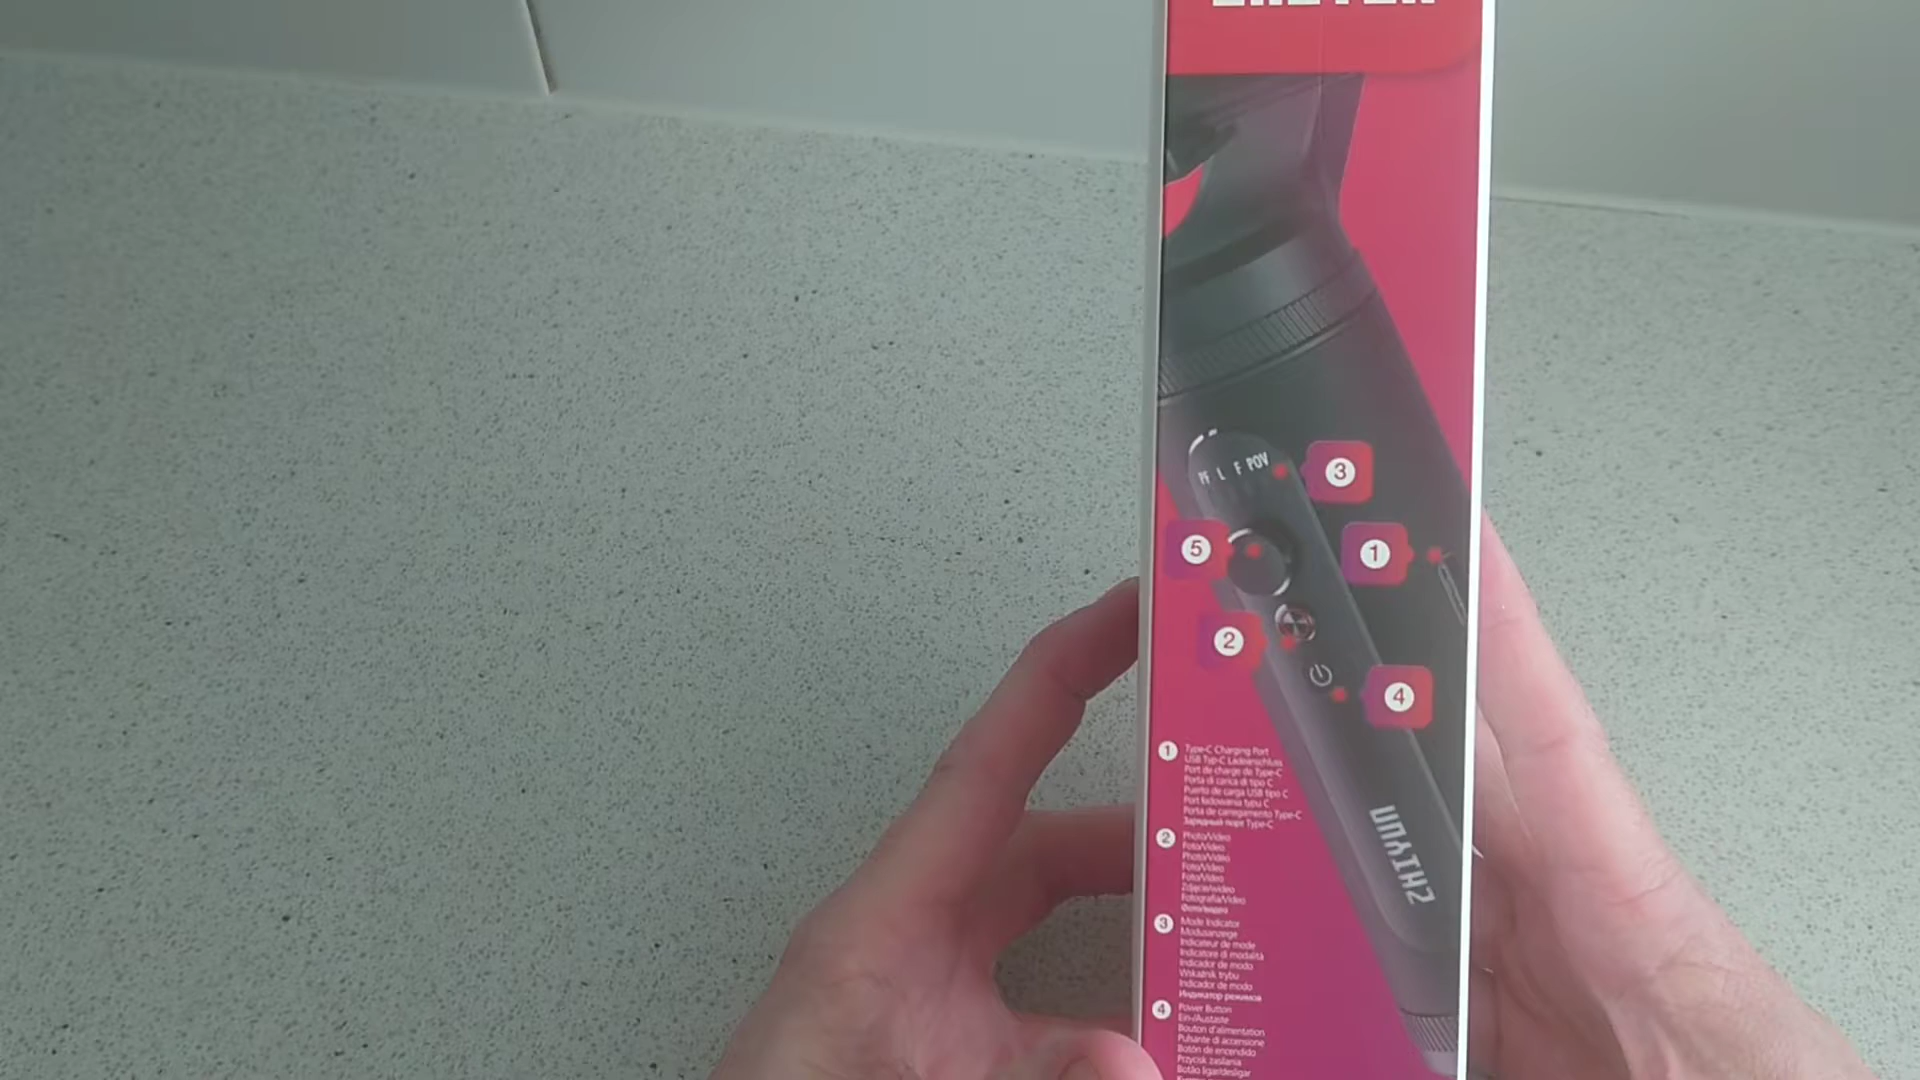 PF L F POV
3
5
1
2
4
ZHIYUN
1 Type-C Charging Port
USB Typ-C Ladeanschluss
Port de charge de Type-C
Porta di carica di tipo C
Puerto de carga USB tipo C
Port ładowania typu C
Porta de carregamento Type-C
Зарядный порт Type-C
2 Photo/Video
Foto/Video
Photo/Vidéo
Foto/Video
Foto/Video
Zdjęcie/wideo
Fotografia/Vídeo
Фото/видео
3 Mode Indicator
Modusanzeige
Indicateur de mode
Indicatore di modalità
Indicador de modo
Wskaźnik trybu
Indicador de modo
Индикатор режимов
4 Power Button
Ein-/Austaste
Bouton d'alimentation
Pulsante di accensione
Botón de encendido
Przycisk zasilania
Botão ligar/desligar